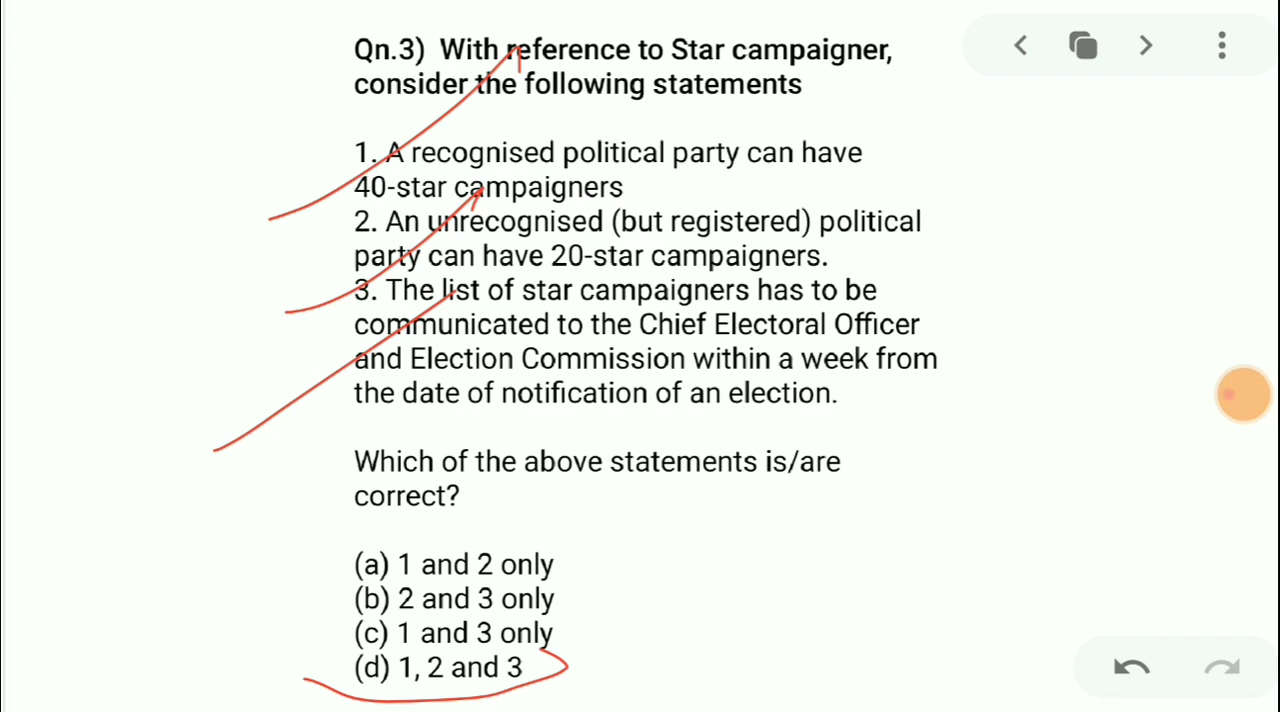 Qn.3) With reference to Star campaigner,
consider the following statements
1. A recognised political party can have
40-star campaigners
2. An unrecognised (but registered) political
party can have 20-star campaigners.
3. The list of star campaigners has to be
communicated to the Chief Electoral Officer
and Election Commission within a week from
the date of notification of an election.
Which of the above statements is/are
correct?
(a) 1 and 2 only
(b) 2 and 3 only
(c) 1 and 3 only
(d) 1, 2 and 3